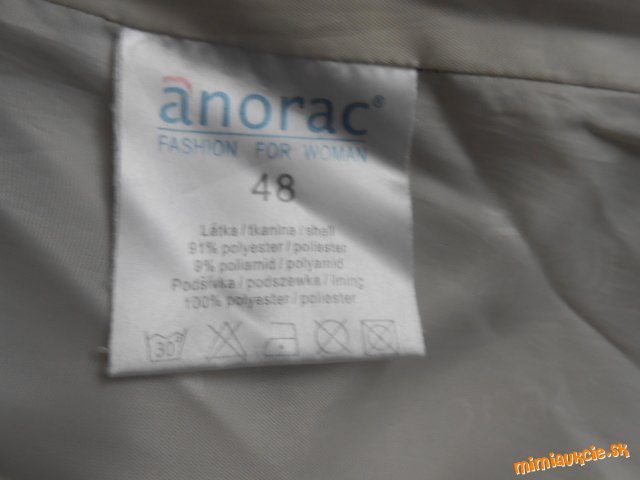 anorac®
FASHION FOR WOMAN
48
Látka / tkanina / shell
91% polyester / poliester
9% poliamid / polyamid
Podšívka / podszewka / lining
100% polyester / poliester
30°
mimiaukcie.sk